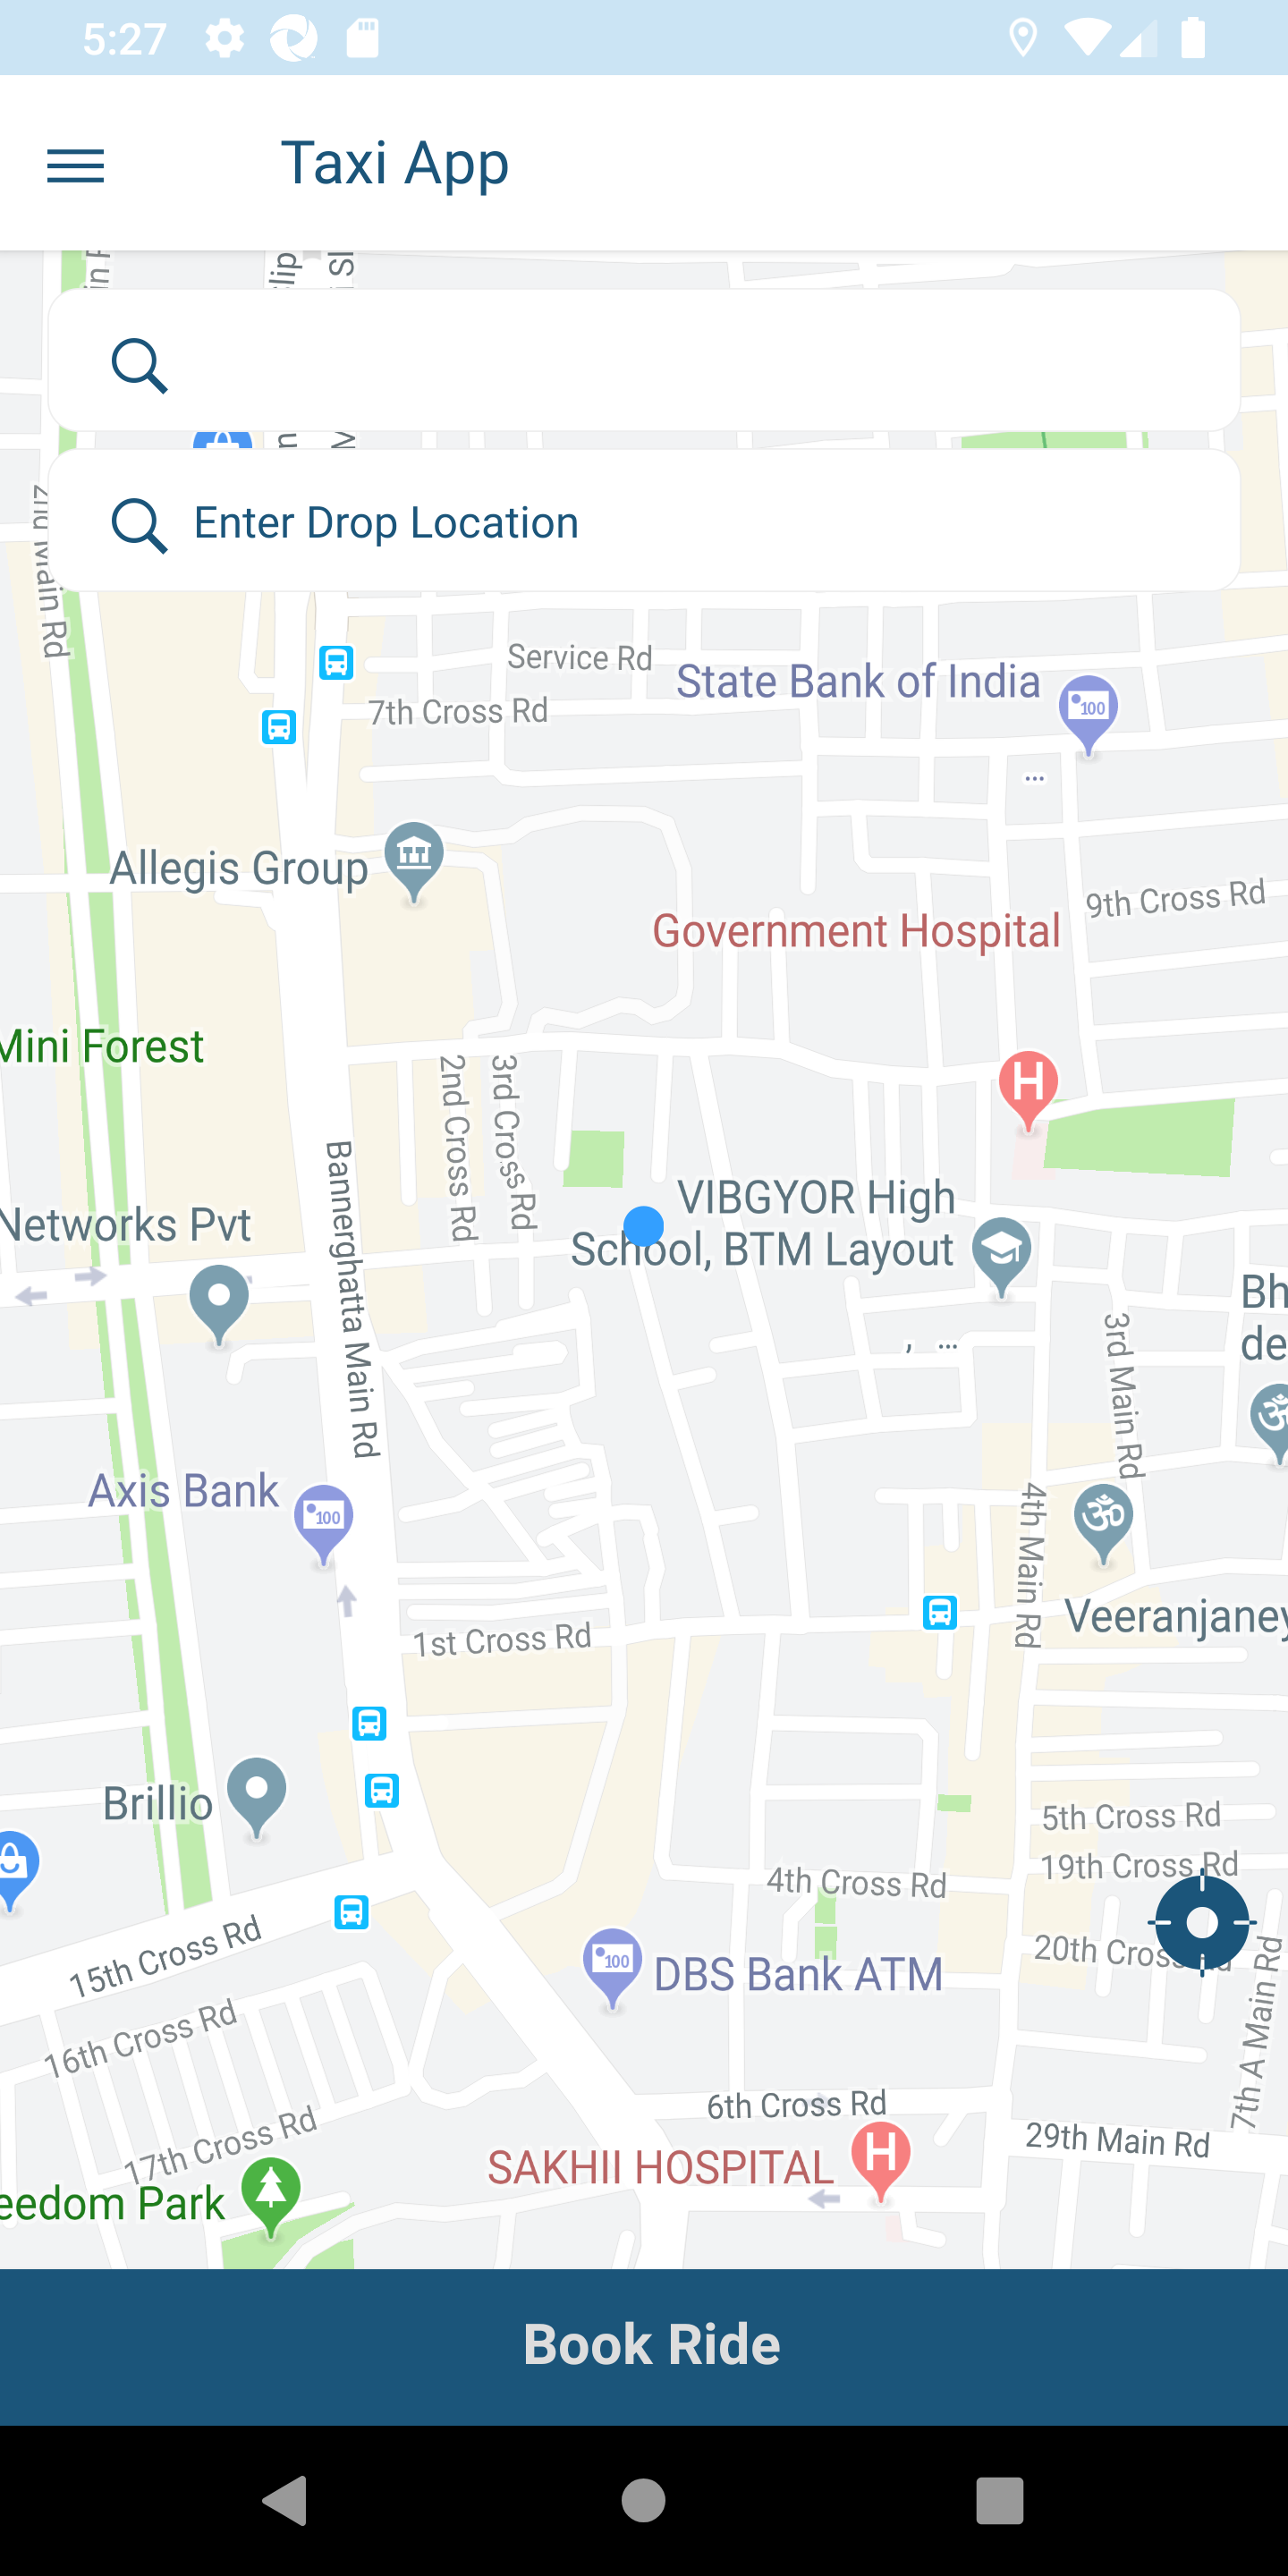 5:27
Taxi App
in
lip
Enter Drop Location
2nd Main Rd
Service Rd
State Bank of India
100
7th Cross Rd
...
Allegis Group
9th Cross Rd
Government Hospital
Mini Forest
H
2nd Cross Rd
3rd Cross Rd
VIBGYOR High
School, BTM Layout
Networks Pvt
Bannerghatta Main Rd
Bh
de
, ...
3rd Main Rd
ॐ
Axis Bank
100
4th Main Rd
ॐ
Veeranjaney
1st Cross Rd
Brillio
5th Cross Rd
19th Cross Rd
4th Cross Rd
15th Cross Rd
20th Cross Rd
100
DBS Bank ATM
16th Cross Rd
7th A Main Rd
6th Cross Rd
29th Main Rd
17th Cross Rd
SAKHII HOSPITAL
H
eedom Park
Book Ride